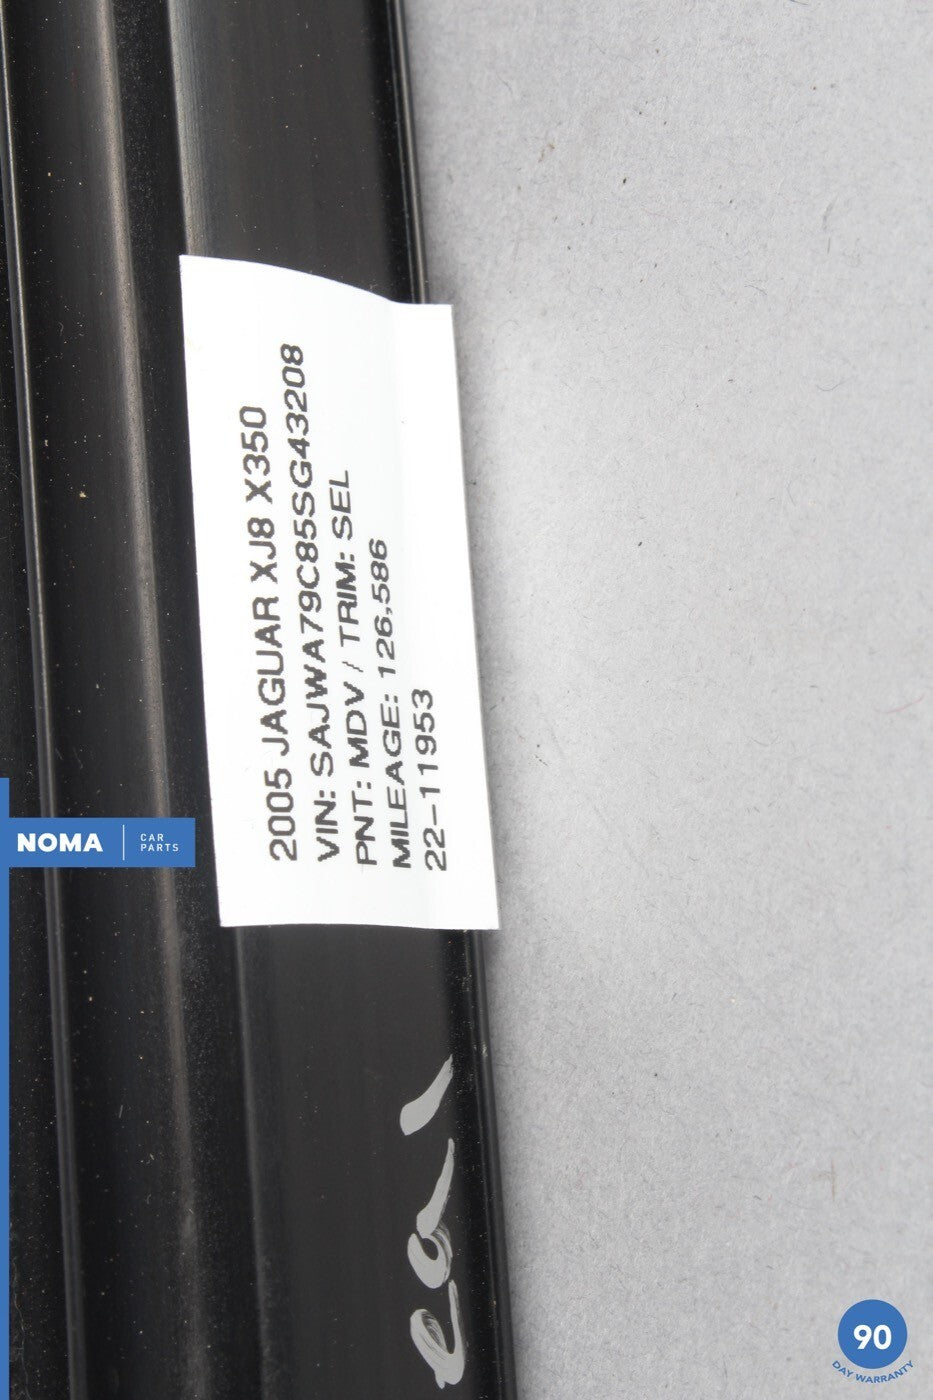 2005 JAGUAR XJ8 X350
VIN: SAJWA79C85SG43208
PNT: MDV / TRIM: SEL
MILEAGE: 126,586
22-11953
NOMA
CAR
PARTS
90
DAY WARRANTY